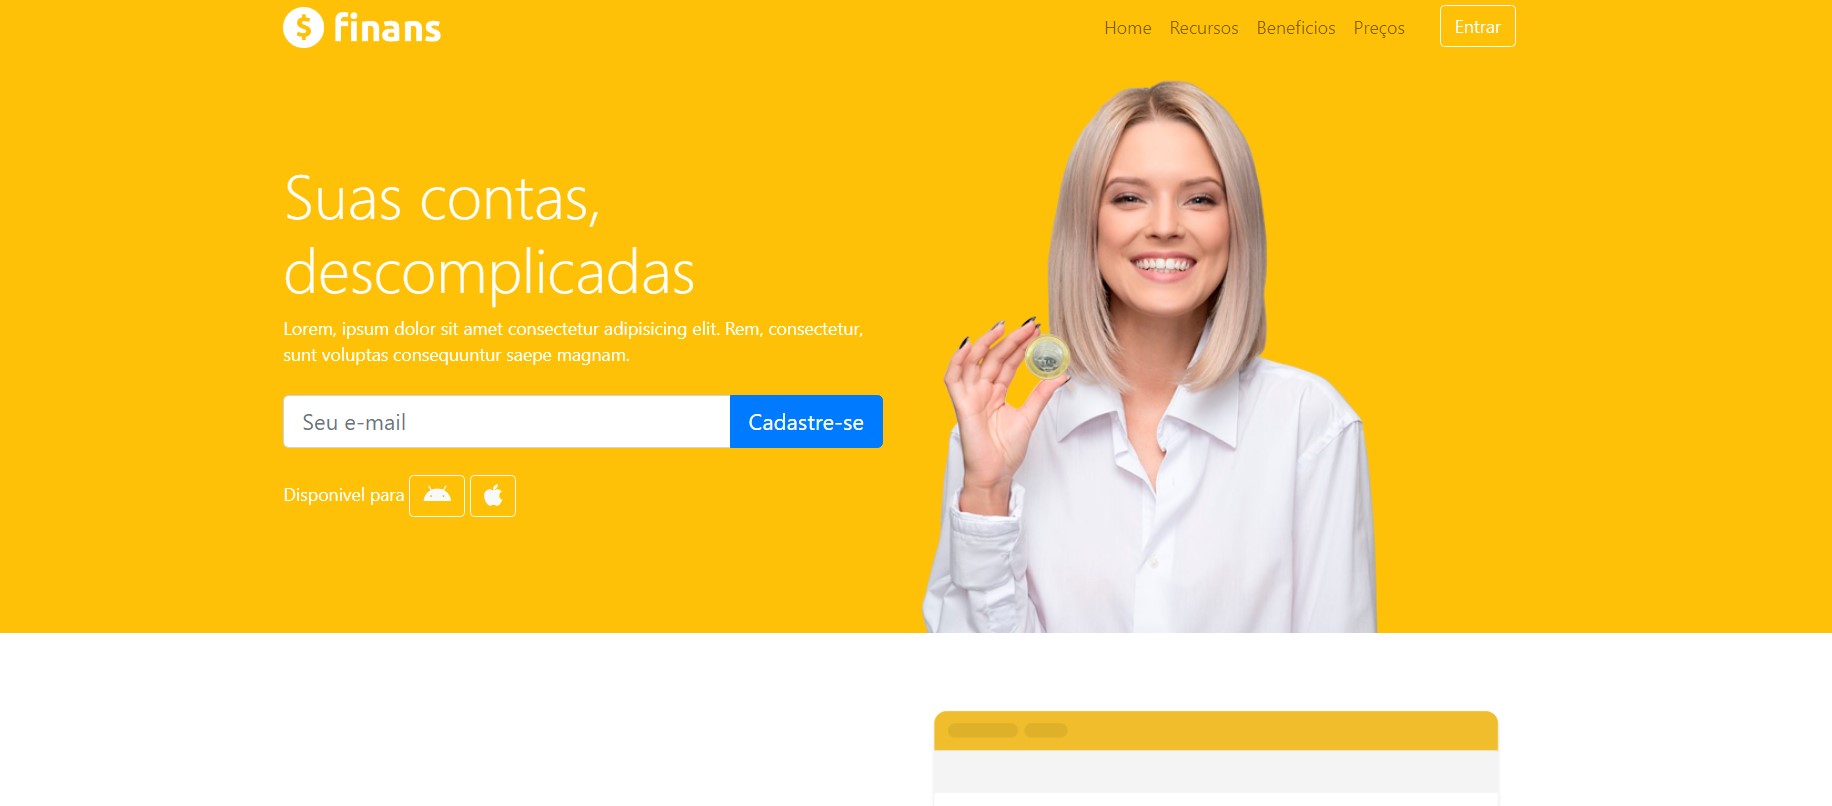 finans
Home Recursos Beneficios Preços Entrar
Suas contas,
descomplicadas
Lorem, ipsum dolor sit amet consectetur adipisicing elit. Rem, consectetur,
sunt voluptas consequuntur saepe magnam.
Seu e-mail Cadastre-se
Disponivel para